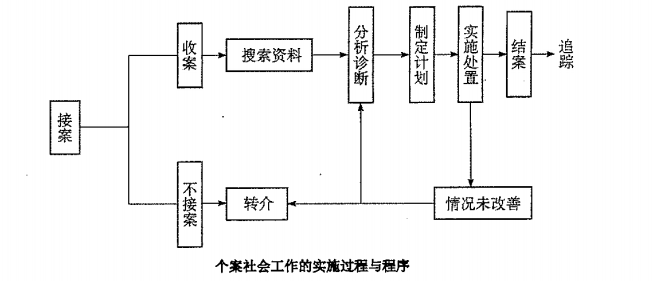 接案
收案
搜索资料
分析诊断
制定计划
实施处置
结案
追踪
不接案
转介
情况未改善
个案社会工作的实施过程与程序